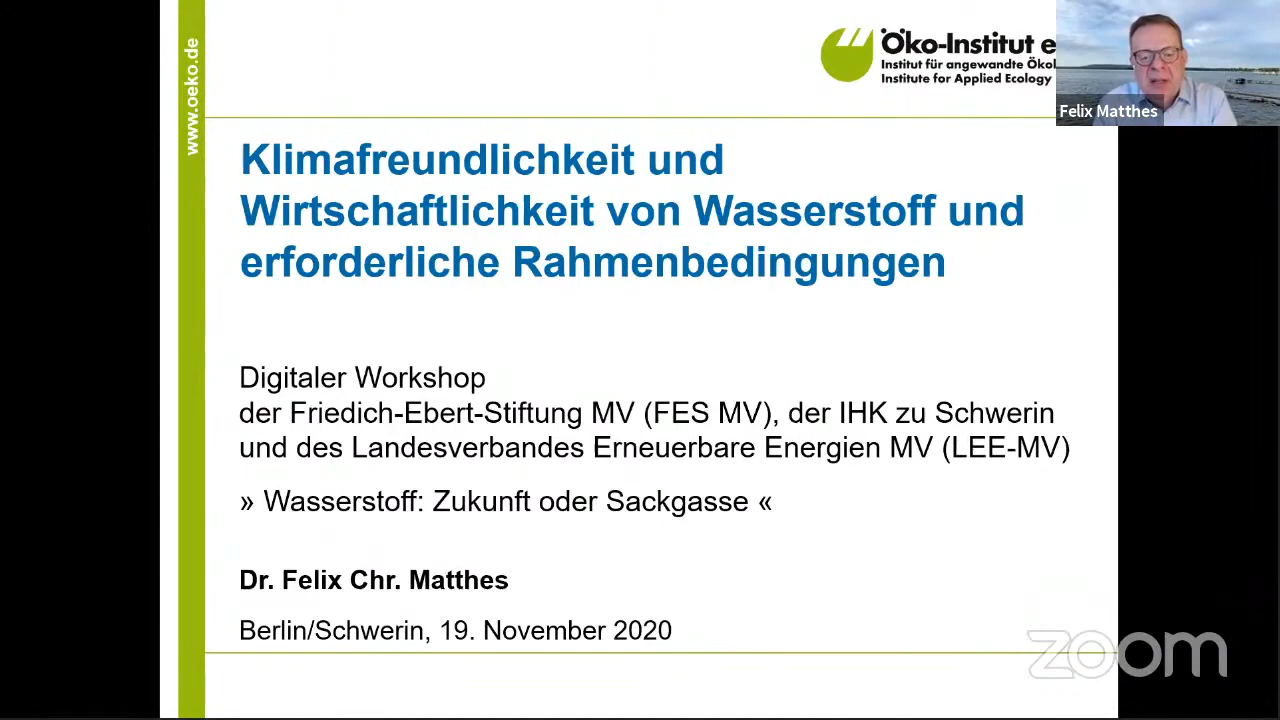 www.oeko.de
Öko-Institut e
Institut für angewandte Ökol
Institute for Applied Ecology
Felix Matthes
Klimafreundlichkeit und
Wirtschaftlichkeit von Wasserstoff und
erforderliche Rahmenbedingungen
Digitaler Workshop
der Friedich-Ebert-Stiftung MV (FES MV), der IHK zu Schwerin
und des Landesverbandes Erneuerbare Energien MV (LEE-MV)
» Wasserstoff: Zukunft oder Sackgasse «
Dr. Felix Chr. Matthes
Berlin/Schwerin, 19. November 2020
zoom